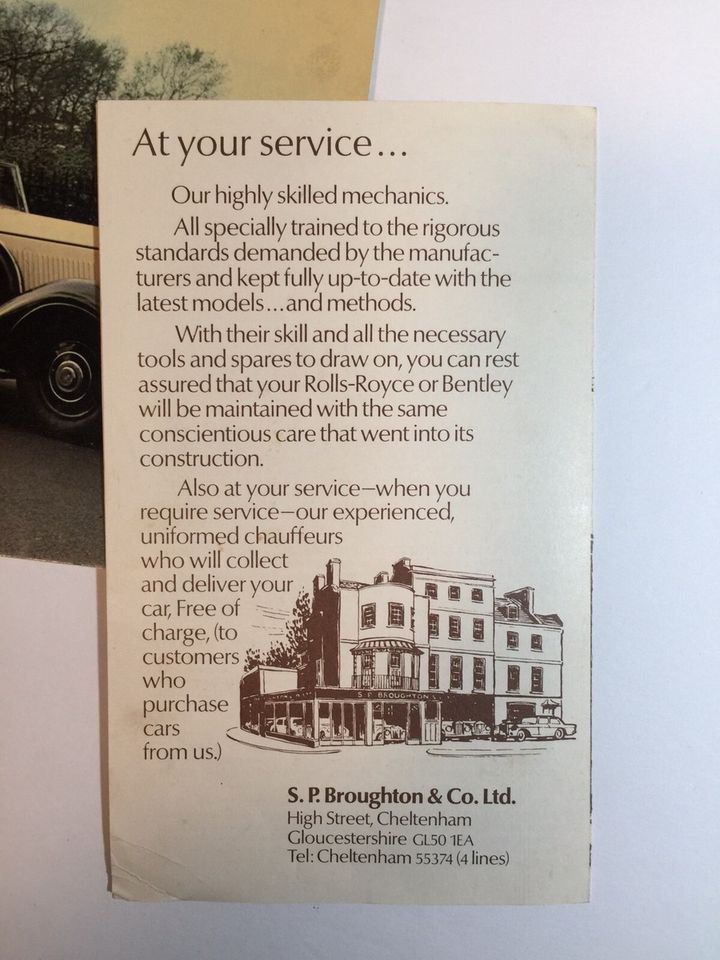 At your service...
Our highly skilled mechanics.
All specially trained to the rigorous
standards demanded by the manufac-
turers and kept fully up-to-date with the
latest models...and methods.
With their skill and all the necessary
tools and spares to draw on, you can rest
assured that your Rolls-Royce or Bentley
will be maintained with the same
conscientious care that went into its
construction.
Also at your service—when you
require service—our experienced,
uniformed chauffeurs
who will collect
and deliver your
car, Free of
charge, (to
customers
who
purchase
cars
from us.)
S. P. BROUGHTON
S. P. Broughton & Co. Ltd.
High Street, Cheltenham
Gloucestershire GL50 1EA
Tel: Cheltenham 55374 (4 lines)